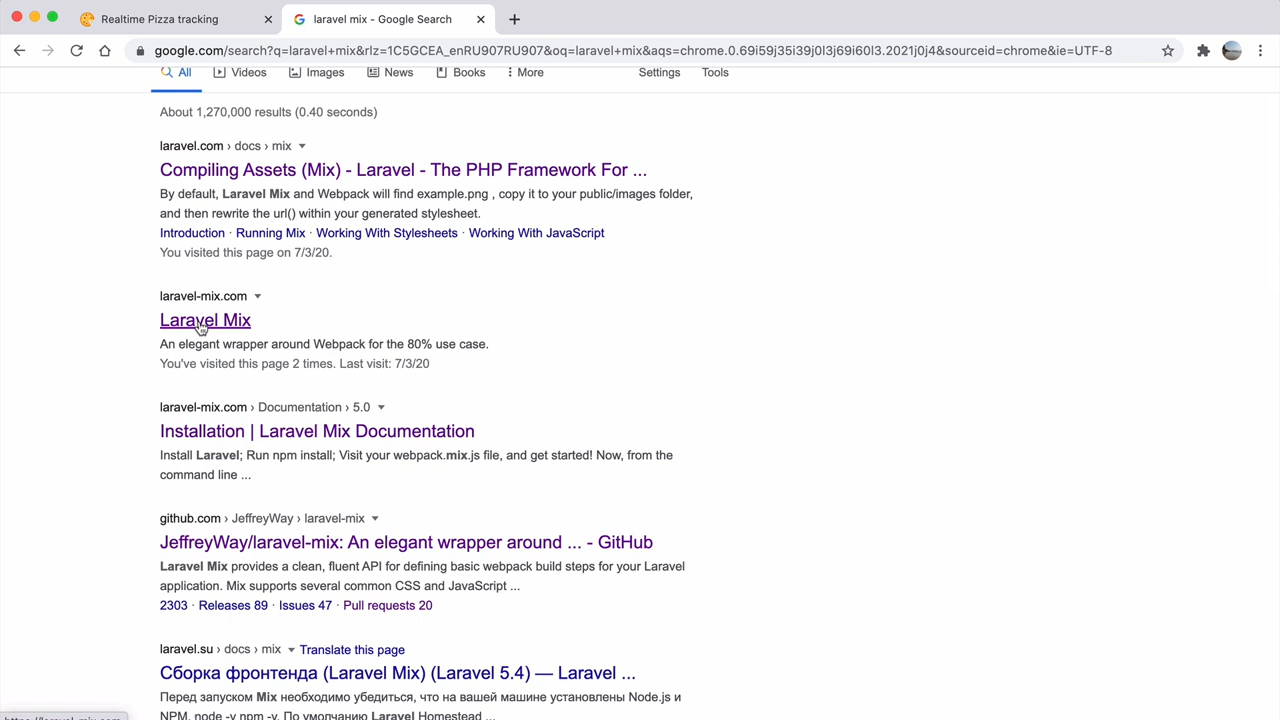 Realtime Pizza tracking
laravel mix - Google Search
google.com/search?q=laravel+mix&rlz=1C5GCEA_enRU907RU907&oq=laravel+mix&aqs=chrome.0.69i59j35i39j0l3j69i60l3.2021j0j4&sourceid=chrome&ie=UTF-8
All Videos Images News Books More Settings Tools
About 1,270,000 results (0.40 seconds)
laravel.com › docs › mix
Compiling Assets (Mix) - Laravel - The PHP Framework For ...
By default, Laravel Mix and Webpack will find example.png , copy it to your public/images folder,
and then rewrite the url() within your generated stylesheet.
Introduction · Running Mix · Working With Stylesheets · Working With JavaScript
You visited this page on 7/3/20.
laravel-mix.com
Laravel Mix
An elegant wrapper around Webpack for the 80% use case.
You've visited this page 2 times. Last visit: 7/3/20
laravel-mix.com › Documentation › 5.0
Installation | Laravel Mix Documentation
Install Laravel; Run npm install; Visit your webpack.mix.js file, and get started! Now, from the
command line ...
github.com › JeffreyWay › laravel-mix
JeffreyWay/laravel-mix: An elegant wrapper around ... - GitHub
Laravel Mix provides a clean, fluent API for defining basic webpack build steps for your Laravel
application. Mix supports several common CSS and JavaScript ...
2303 · Releases 89 · Issues 47 · Pull requests 20
laravel.su › docs › mix Translate this page
Сборка фронтенда (Laravel Mix) (Laravel 5.4) — Laravel ...
Перед запуском Mix необходимо убедиться, что на вашей машине установлены Node.js и
NPM. node -v npm -v. По умолчанию Laravel Homestead ...
https://laravel-mix.com